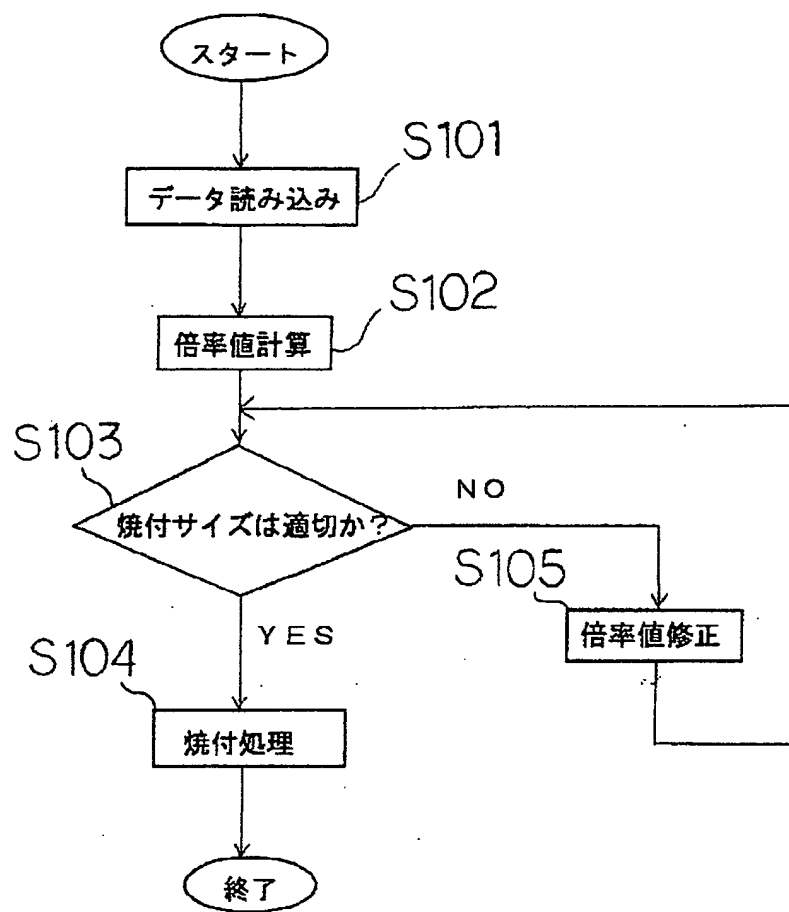 スタート
S101
データ読み込み
S102
倍率値計算
S103
焼付サイズは適切か?
NO
S105
倍率値修正
YES
S104
焼付処理
終了